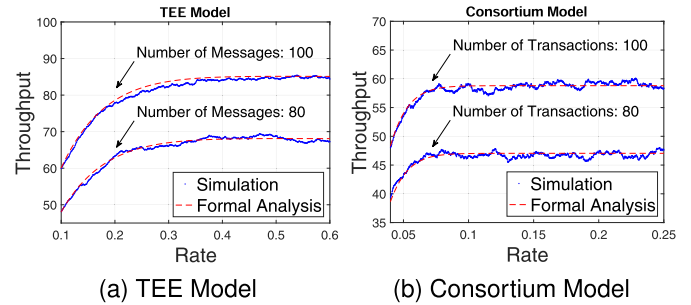 TEE Model
Throughput
100
90
80
70
60
50
Number of Messages: 100
Number of Messages: 80
Simulation
Formal Analysis
0.1
0.2
0.3
0.4
0.5
0.6
Rate
(a) TEE Model
Consortium Model
Throughput
70
65
60
55
50
45
40
35
Number of Transactions: 100
Number of Transactions: 80
Simulation
Formal Analysis
0.05
0.1
0.15
0.2
0.25
Rate
(b) Consortium Model